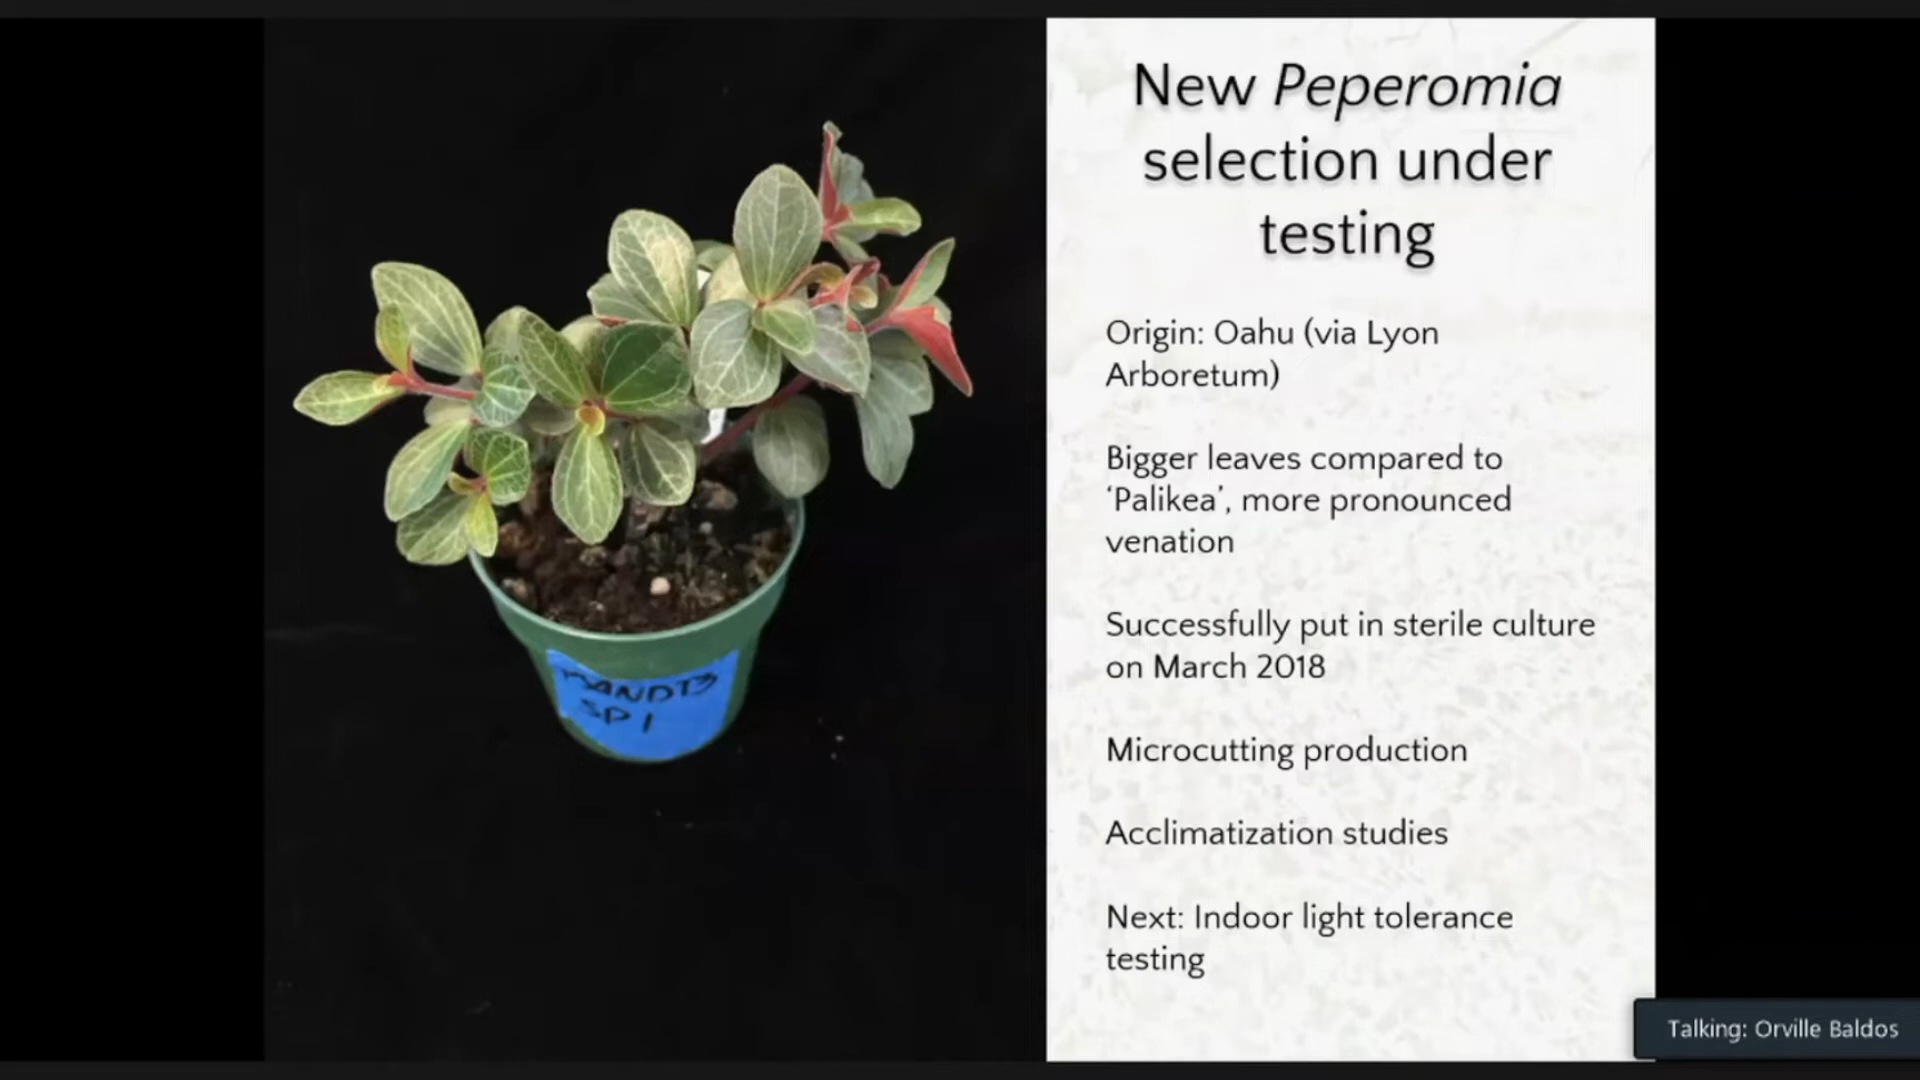 New Peperomia
selection under
testing
Origin: Oahu (via Lyon
Arboretum)
Bigger leaves compared to
‘Palikea’, more pronounced
venation
Successfully put in sterile culture
on March 2018
Microcutting production
Acclimatization studies
Next: Indoor light tolerance
testing
SP 1
Talking: Orville Baldos